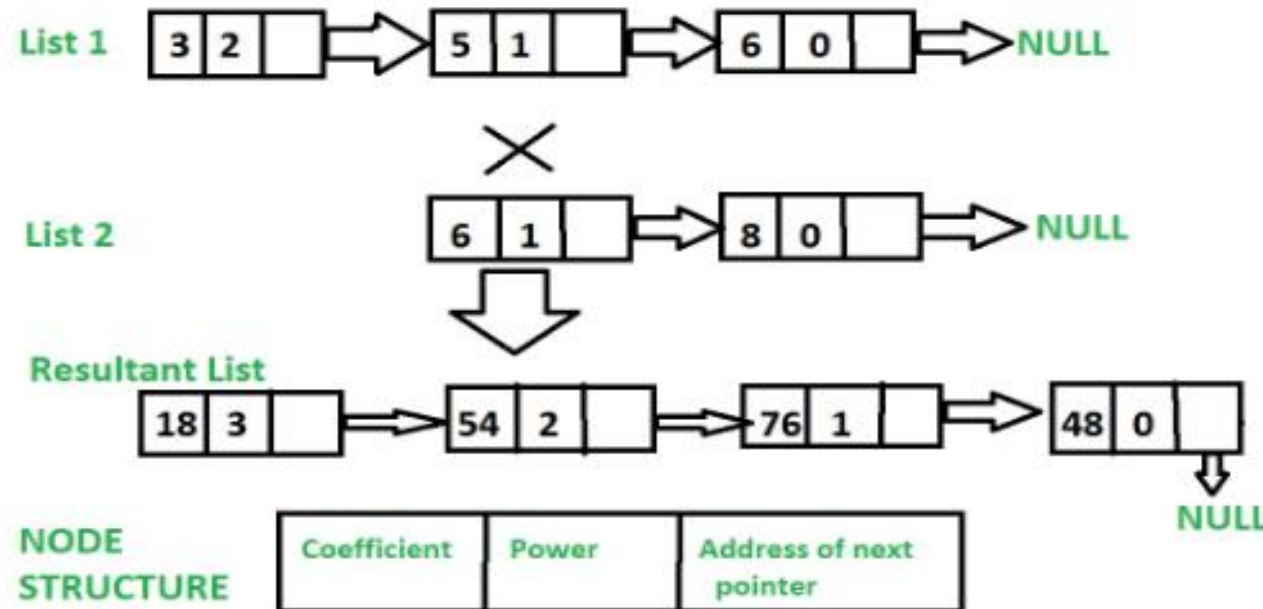 List 1 3 2 5 1 6 0 NULL
List 2 6 1 8 0 NULL
Resultant List
18 3 54 2 76 1 48 0
NULL
NODE STRUCTURE
Coefficient Power Address of next pointer